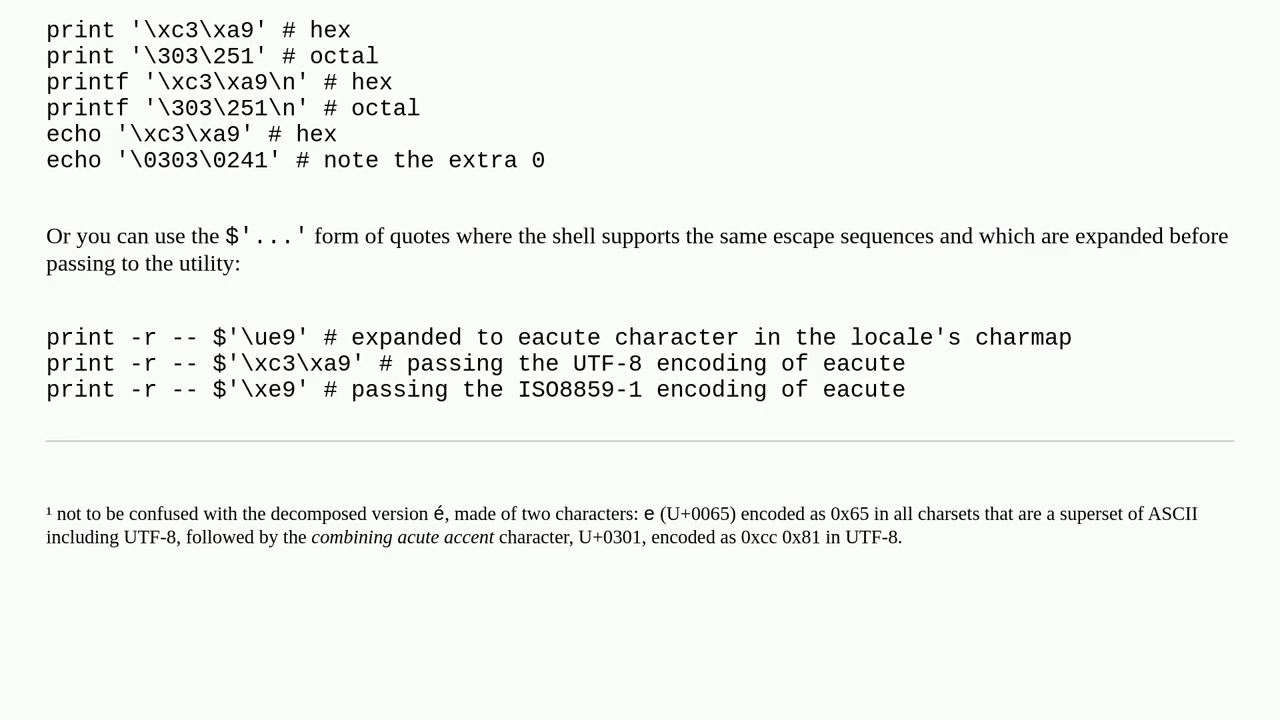 print '\xc3\xa9' # hex
print '\303\251' # octal
printf '\xc3\xa9\n' # hex
printf '\303\251\n' # octal
echo '\xc3\xa9' # hex
echo '\0303\0241' # note the extra 0
Or you can use the $'...' form of quotes where the shell supports the same escape sequences and which are expanded before
passing to the utility:
print -r -- $'\ue9' # expanded to eacute character in the locale's charmap
print -r -- $'\xc3\xa9' # passing the UTF-8 encoding of eacute
print -r -- $'\xe9' # passing the ISO8859-1 encoding of eacute
¹ not to be confused with the decomposed version é, made of two characters: e (U+0065) encoded as 0x65 in all charsets that are a superset of ASCII
including UTF-8, followed by the combining acute accent character, U+0301, encoded as 0xcc 0x81 in UTF-8.